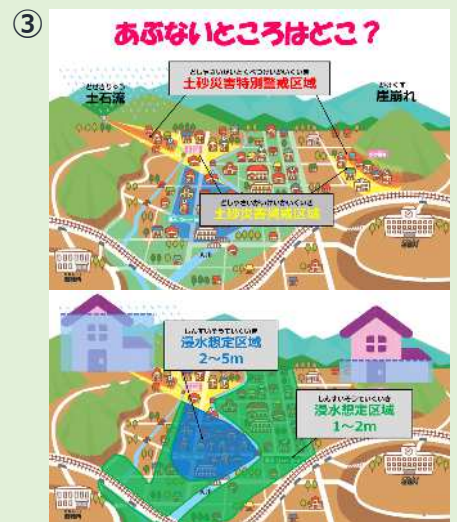 ③
あぶないところはどこ？
どしゃさいがいとくべつけいかいくいき
土砂災害特別警戒区域
どせきりゅう
土石流
がけくず
崖崩れ
どしゃさいがいけいかいくいき
土砂災害警戒区域
しんすいそうていくいき
浸水想定区域
2～5m
しんすいそうていくいき
浸水想定区域
1～2m